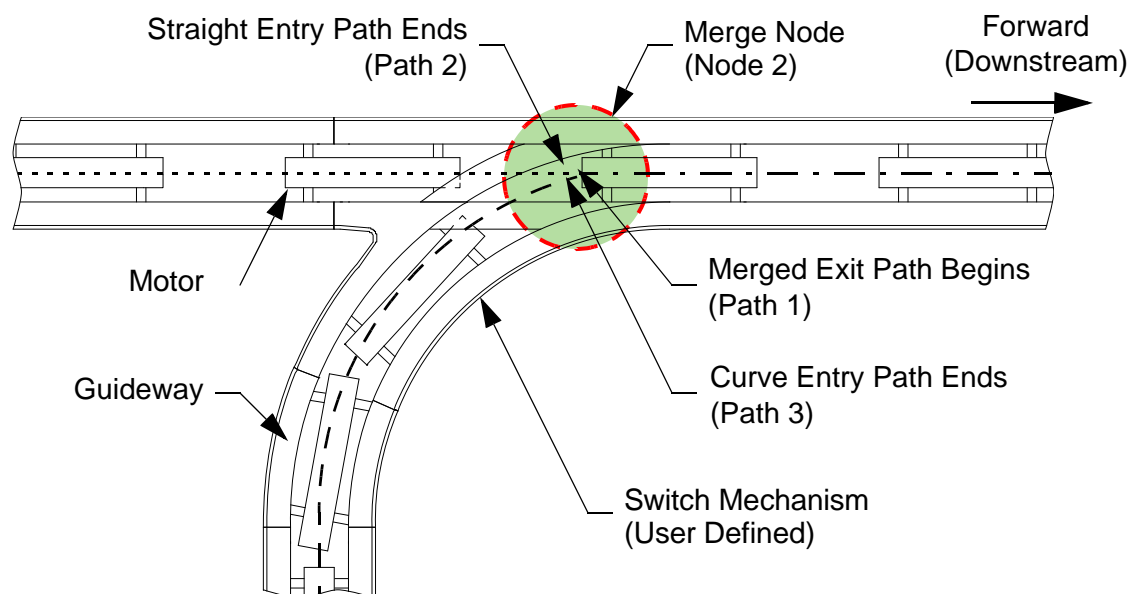 Straight Entry Path Ends
(Path 2)
Merge Node
(Node 2)
Forward
(Downstream)
Motor
Merged Exit Path Begins
(Path 1)
Guideway
Curve Entry Path Ends
(Path 3)
Switch Mechanism
(User Defined)